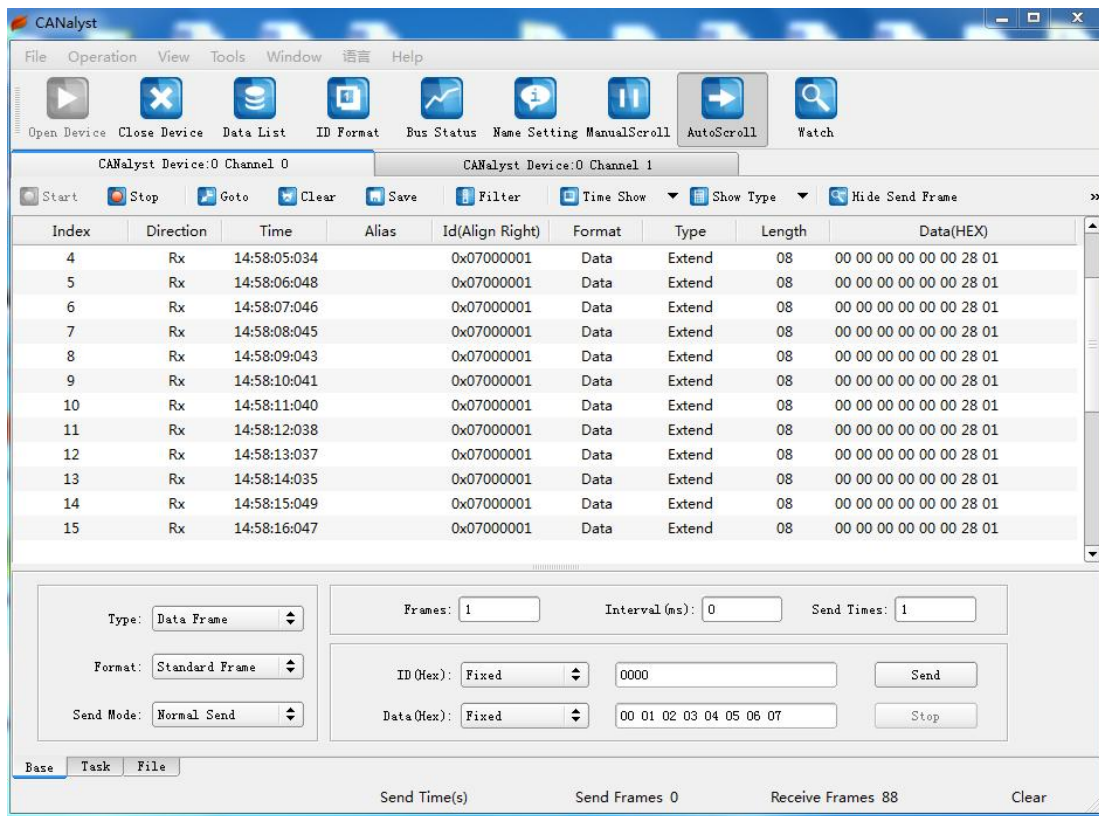 CANalyst
File Operation View Tools Window 语言 Help
Open Device Close Device Data List ID Format Bus Status Name Setting ManualScroll AutoScroll Watch
CANalyst Device:0 Channel 0 CANalyst Device:0 Channel 1
Start Stop Goto Clear Save Filter Time Show Show Type Hide Send Frame »
Index Direction Time Alias Id(Align Right) Format Type Length Data(HEX)
4 Rx 14:58:05:034 0x07000001 Data Extend 08 00 00 00 00 00 00 28 01
5 Rx 14:58:06:048 0x07000001 Data Extend 08 00 00 00 00 00 00 28 01
6 Rx 14:58:07:046 0x07000001 Data Extend 08 00 00 00 00 00 00 28 01
7 Rx 14:58:08:045 0x07000001 Data Extend 08 00 00 00 00 00 00 28 01
8 Rx 14:58:09:043 0x07000001 Data Extend 08 00 00 00 00 00 00 28 01
9 Rx 14:58:10:041 0x07000001 Data Extend 08 00 00 00 00 00 00 28 01
10 Rx 14:58:11:040 0x07000001 Data Extend 08 00 00 00 00 00 00 28 01
11 Rx 14:58:12:038 0x07000001 Data Extend 08 00 00 00 00 00 00 28 01
12 Rx 14:58:13:037 0x07000001 Data Extend 08 00 00 00 00 00 00 28 01
13 Rx 14:58:14:035 0x07000001 Data Extend 08 00 00 00 00 00 00 28 01
14 Rx 14:58:15:049 0x07000001 Data Extend 08 00 00 00 00 00 00 28 01
15 Rx 14:58:16:047 0x07000001 Data Extend 08 00 00 00 00 00 00 28 01
Type: Data Frame Frames: 1 Interval(ms): 0 Send Times: 1
Format: Standard Frame ID(Hex): Fixed 0000 Send
Send Mode: Normal Send Data(Hex): Fixed 00 01 02 03 04 05 06 07 Stop
Base Task File
Send Time(s) Send Frames 0 Receive Frames 88 Clear